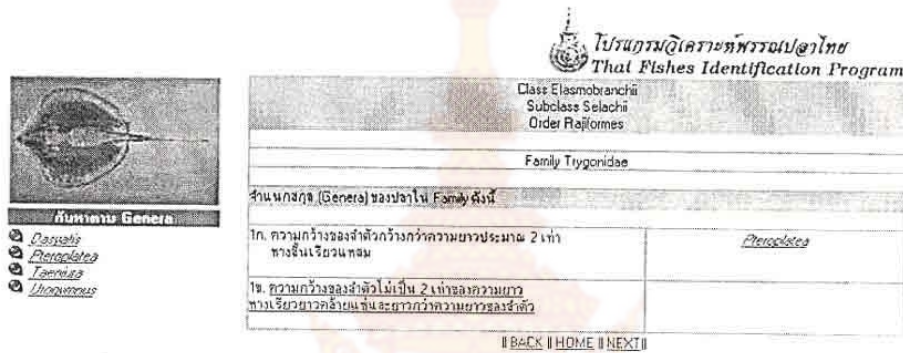 โปรแกรมวิเคราะห์พรรณปลาไทย
Thai Fishes Identification Program
Class Elasmobranchii
Subclass Selachii
Order Rajiformes
Family Trygonidae
จำแนกสกุล (Genera) ของปลาใน Family ดังนี้
ค้นหาตาม Genera
Dasyatis
Pteroplatea
Taeniura
Urogymnus
1ก. ความกว้างของลำตัวกว้างกว่าความยาวประมาณ 2 เท่า
หางสั้นเรียวแหลม
Pteroplatea
1ข. ความกว้างของลำตัวไม่เป็น 2 เท่าของความยาว
หางเรียวยาวคล้ายแซ่และยาวกว่าความยาวของลำตัว
|| BACK || HOME || NEXT ||